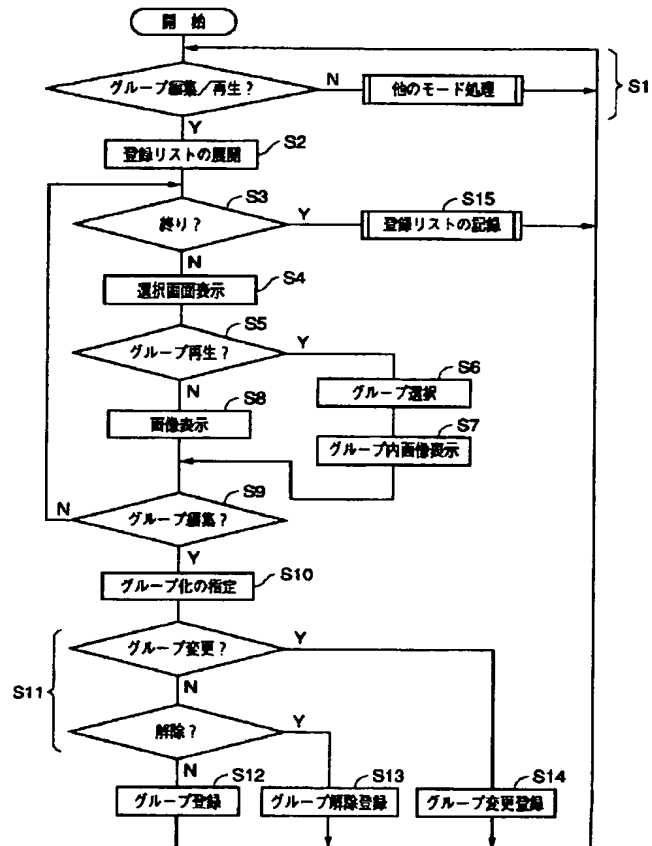 開 始
グループ編集/再生?
N
他のモード処理
S1
Y
登録リストの展開
S2
S3
終り?
Y
S15
登録リストの記録
N
S4
選択画面表示
S5
グループ再生?
Y
S6
グループ選択
N
S8
画像表示
S7
グループ内画像表示
S9
N
グループ編集?
Y
S10
グループ化の指定
グループ変更?
Y
S11
N
解除?
Y
N
S12
グループ登録
S13
グループ解除登録
S14
グループ変更登録